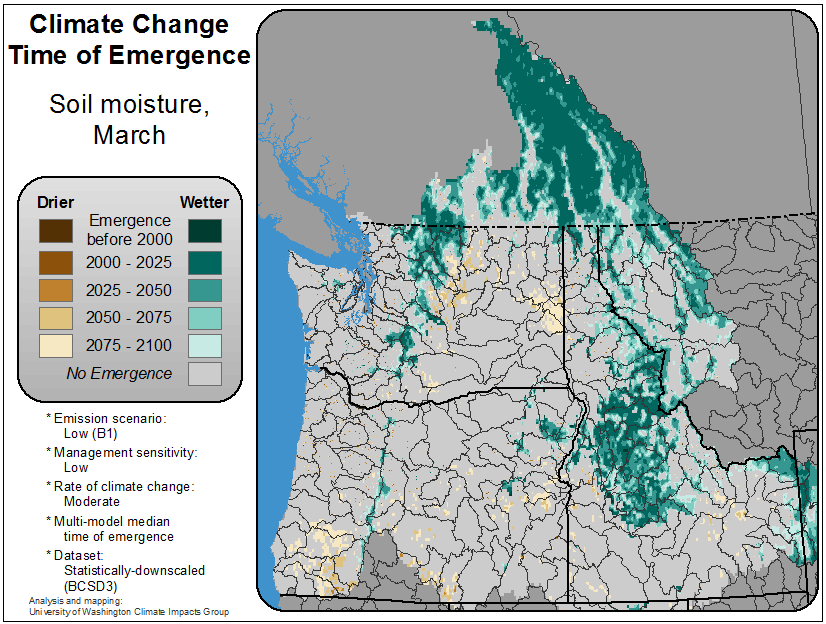 Climate Change
Time of Emergence
Soil moisture,
March
Drier
Wetter
Emergence
before 2000
2000 - 2025
2025 - 2050
2050 - 2075
2075 - 2100
No Emergence
* Emission scenario:
Low (B1)
* Management sensitivity:
Low
* Rate of climate change:
Moderate
* Multi-model median
time of emergence
* Dataset:
Statistically-downscaled
(BCSD3)
Analysis and mapping:
University of Washington Climate Impacts Group